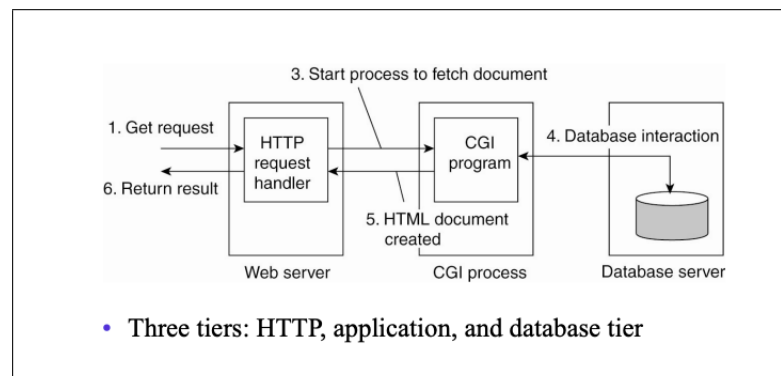 3. Start process to fetch document
1. Get request
HTTP
request
handler
CGI
program
4. Database interaction
6. Return result
5. HTML document
created
Web server
CGI process
Database server
• Three tiers: HTTP, application, and database tier